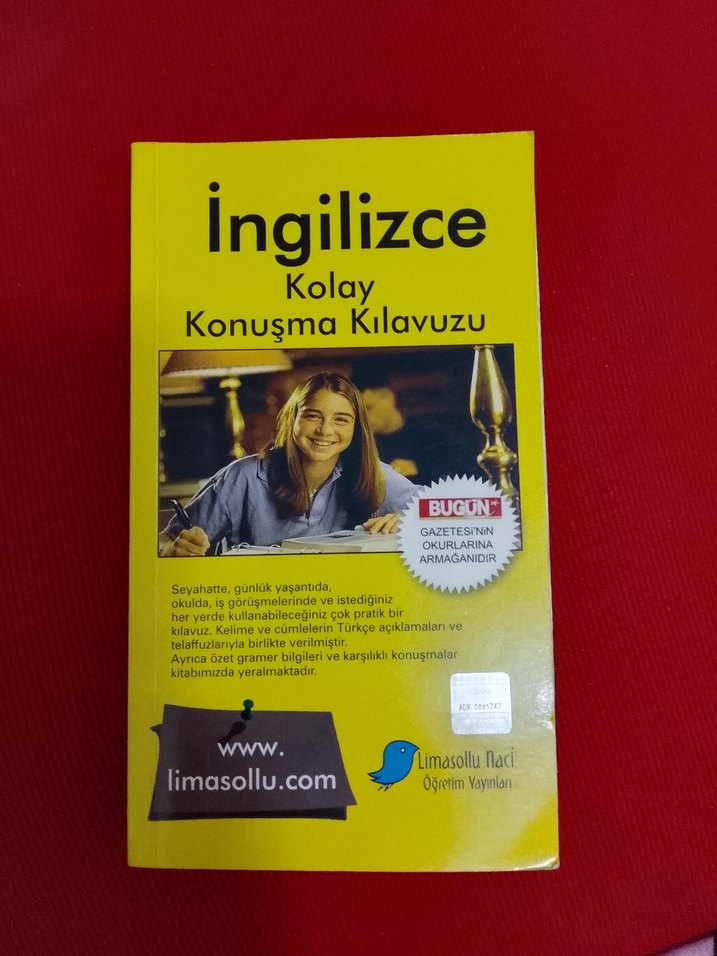 İngilizce
Kolay
Konuşma Kılavuzu
BUGÜN
GAZETESİ'NİN
OKURLARINA
ARMAĞANIDIR
Seyahatte, günlük yaşantıda,
okulda, iş görüşmelerinde ve istediğiniz
her yerde kullanabileceğiniz çok pratik bir
kılavuz. Kelime ve cümlelerin Türkçe açıklamaları ve
telaffuzlarıyla birlikte verilmiştir.
Ayrıca özet gramer bilgileri ve karşılıklı konuşmalar
kitabımızda yeralmaktadır.
ADK 0891747
www.
limasollu.com
Limasollu Naci
Öğretim Yayınları